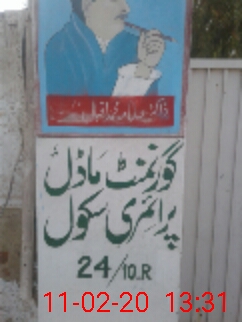 ڈاکٹر علامہ محمد اقبال
گورنمنٹ ماڈل
پرائمری سکول
24/10.R
11-02-20 13:31